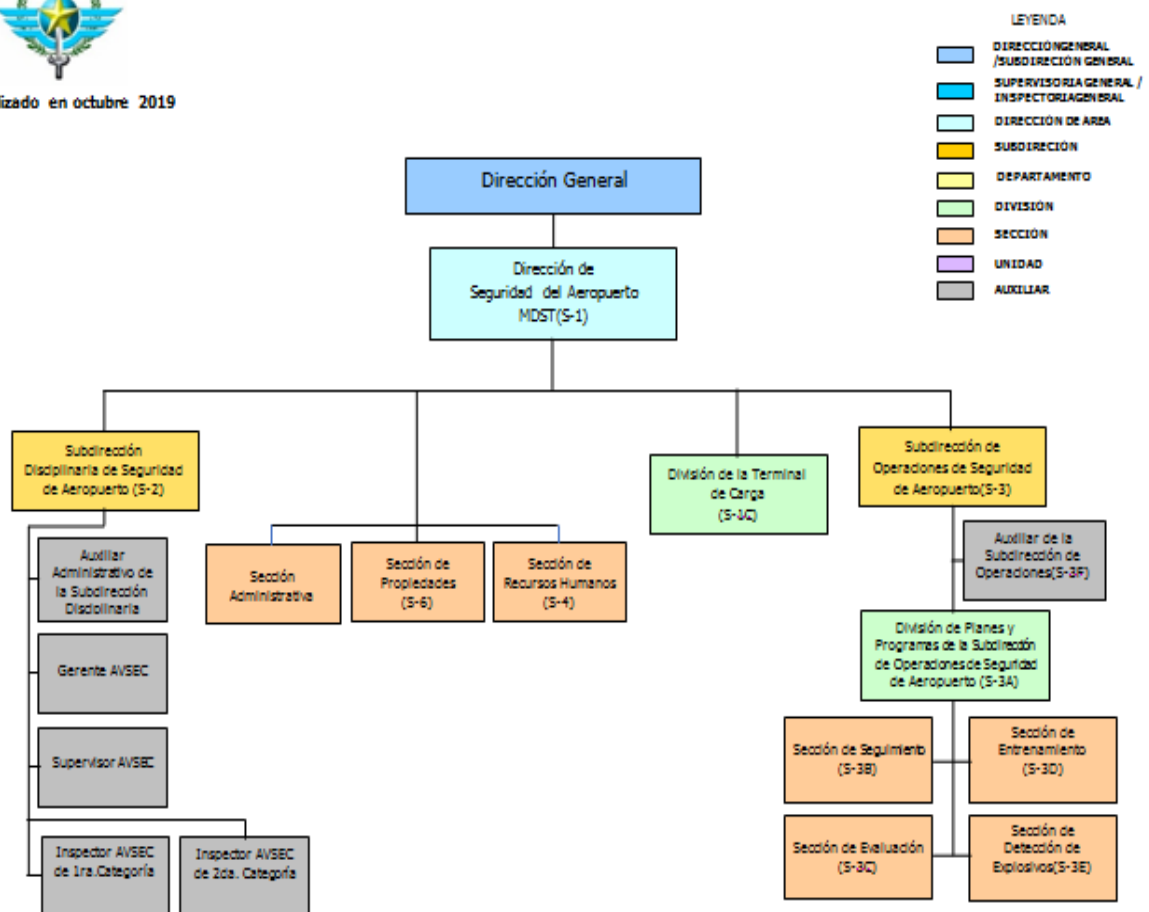 lizado en octubre 2019
LEYENDA
DIRECCIÓNGENERAL
/SUBDIRECIÓN GENERAL
SUPERVISORIA GENERAL /
INSPECTORIAGENERAL
DIRECCIÓN DE AREA
SUBDIRECIÓN
DEPARTAMENTO
DIVISIÓN
SECCIÓN
UNIDAD
AUXILIAR
Dirección General
Dirección de
Seguridad del Aeropuerto
MDST(S-1)
Subdirección
Disciplinaria de Seguridad
de Aeropuerto (S-2)
Auxiliar
Administrativo de
la Subdirección
Disciplinaria
Gerente AVSEC
Supervisor AVSEC
Inspector AVSEC
de 1ra.Categoría
Inspector AVSEC
de 2da. Categoría
Sección
Administrativa
Sección de
Propiedades
(S-6)
Sección de
Recursos Humanos
(S-4)
División de la Terminal
de Carga
Subdirección de
Operaciones de Seguridad
de Aeropuerto(S-3)
Auxiliar de la
Subdirección de
Operaciones(S-3F)
División de Planes y
Programas de la Subdirección
de Operaciones de Seguridad
de Aeropuerto (S-3A)
Sección de Seguimiento
(S-3B)
Sección de
Entrenamiento
(S-3D)
Sección de Evaluación
(S-3C)
Sección de
Detección de
Explosivos(S-3E)